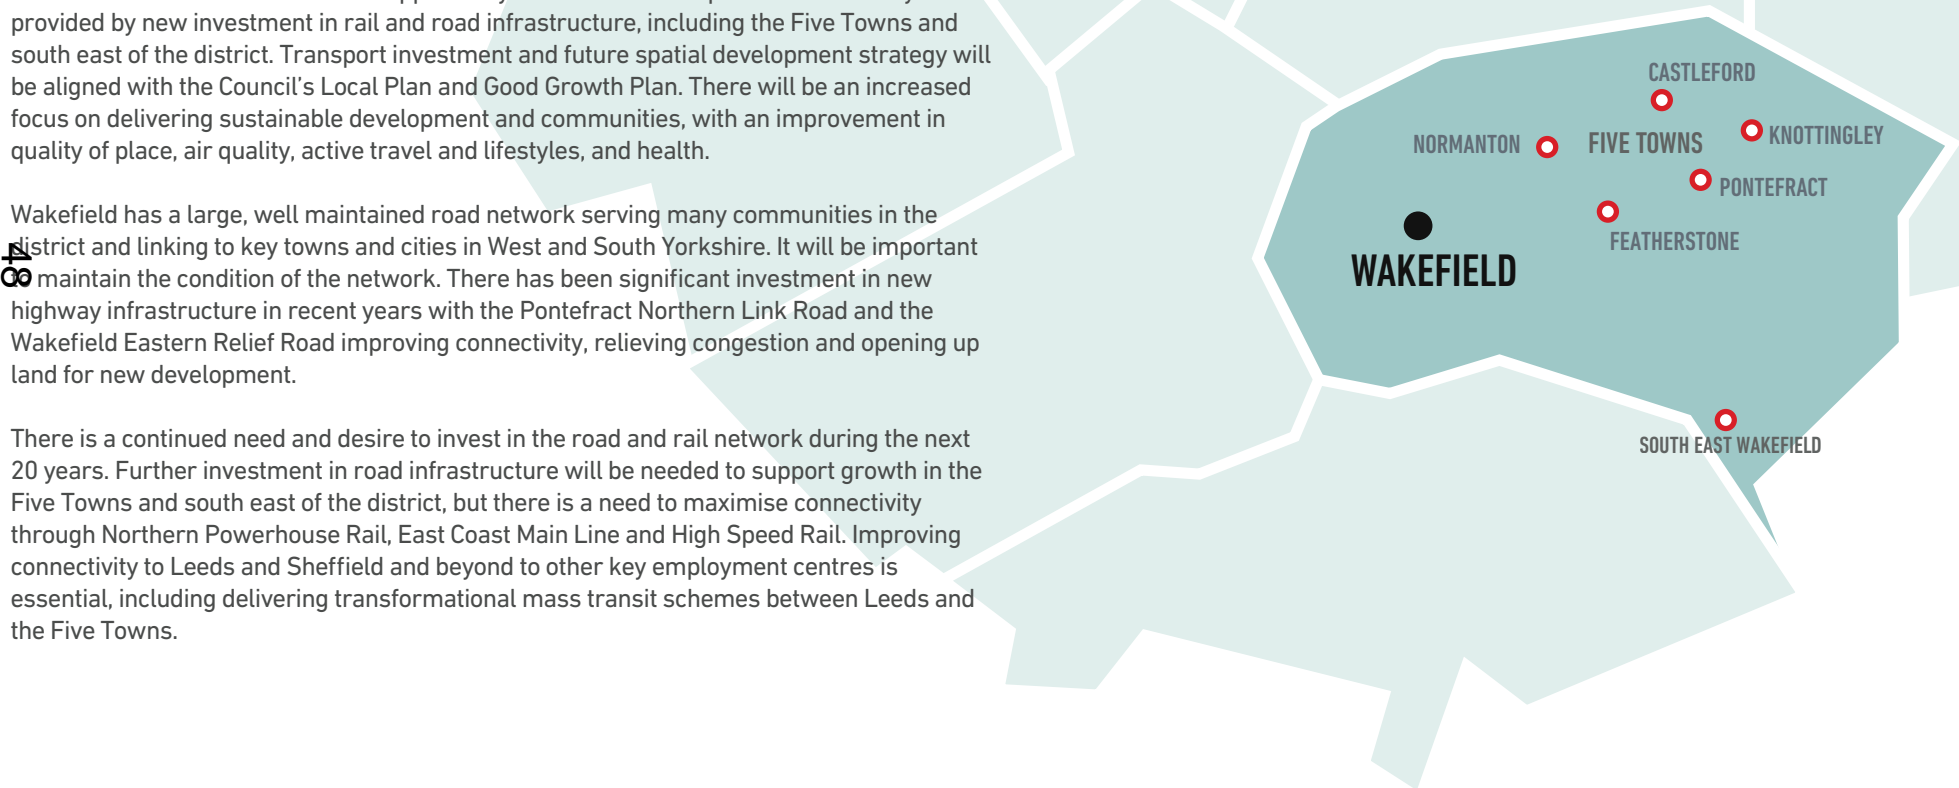 provided by new investment in rail and road infrastructure, including the Five Towns and
south east of the district. Transport investment and future spatial development strategy will
be aligned with the Council’s Local Plan and Good Growth Plan. There will be an increased
focus on delivering sustainable development and communities, with an improvement in
quality of place, air quality, active travel and lifestyles, and health.
Wakefield has a large, well maintained road network serving many communities in the
district and linking to key towns and cities in West and South Yorkshire. It will be important
to maintain the condition of the network. There has been significant investment in new
highway infrastructure in recent years with the Pontefract Northern Link Road and the
Wakefield Eastern Relief Road improving connectivity, relieving congestion and opening up
land for new development.
There is a continued need and desire to invest in the road and rail network during the next
20 years. Further investment in road infrastructure will be needed to support growth in the
Five Towns and south east of the district, but there is a need to maximise connectivity
through Northern Powerhouse Rail, East Coast Main Line and High Speed Rail. Improving
connectivity to Leeds and Sheffield and beyond to other key employment centres is
essential, including delivering transformational mass transit schemes between Leeds and
the Five Towns.
48
CASTLEFORD
KNOTTINGLEY
NORMANTON
FIVE TOWNS
PONTEFRACT
FEATHERSTONE
WAKEFIELD
SOUTH EAST WAKEFIELD